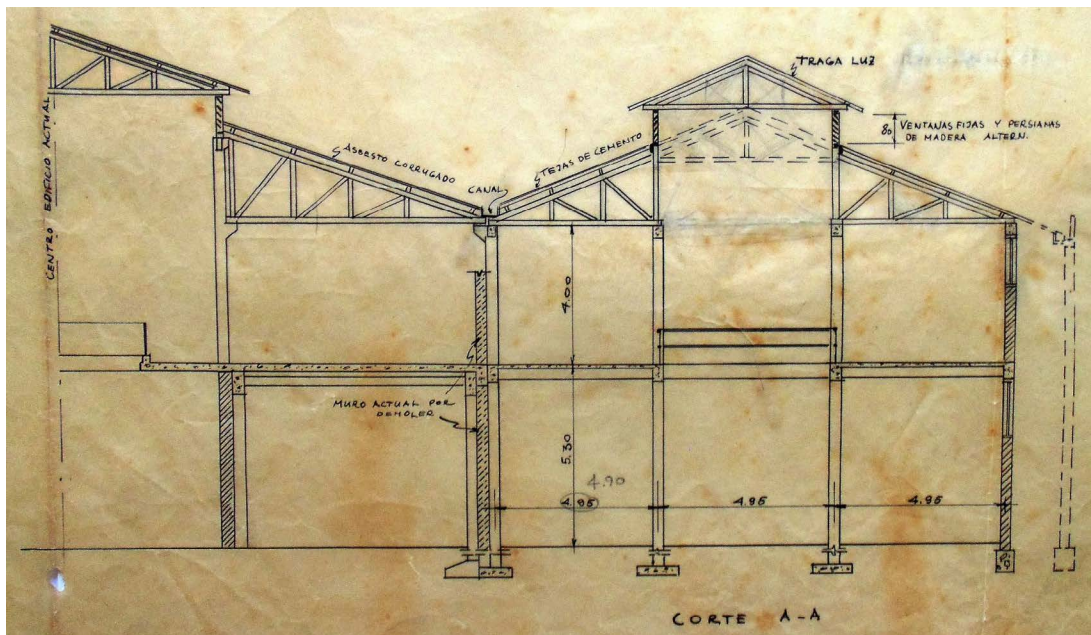 TRAGA LUZ
80
VENTANAS FIJAS Y PERSIANAS
DE MADERA ALTERN.
CENTRO EDIFICIO ACTUAL
ASBESTO CORRUGADO
CANAL
TEJAS DE CEMENTO
4.00
MURO ACTUAL POR
DEMOLER
5.30
4.90
4.95
4.95
4.95
CORTE A-A